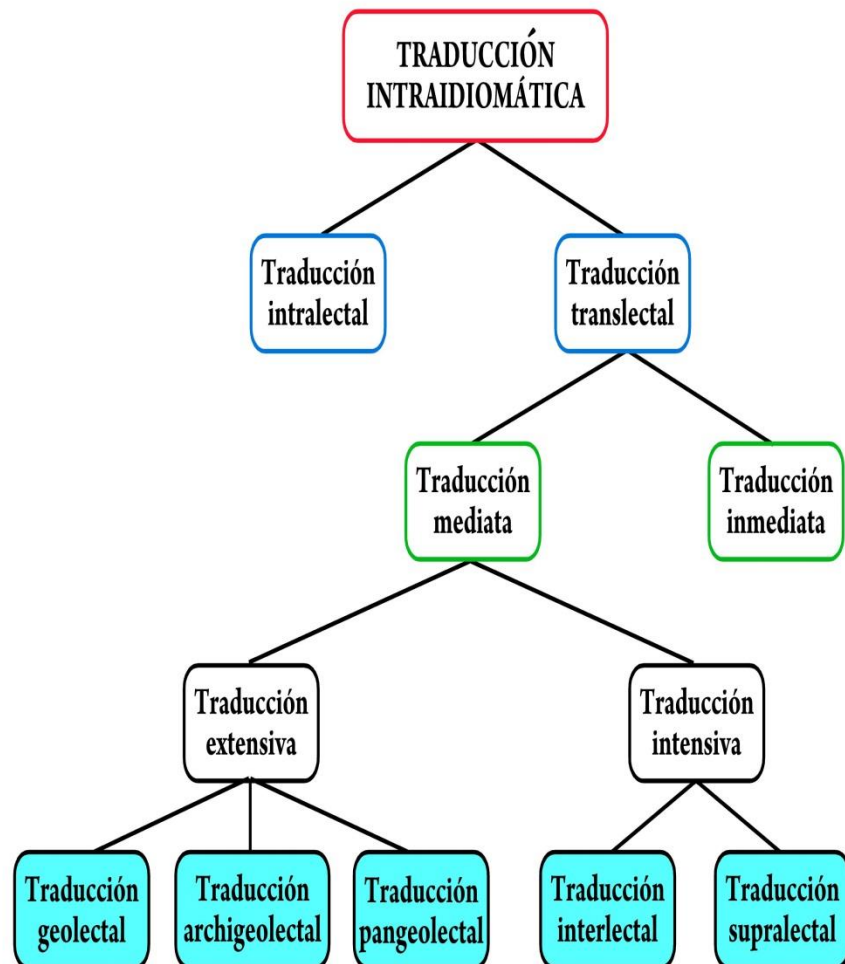 TRADUCCIÓN
INTRAIDIOMÁTICA
Traducción
intralectal
Traducción
translectal
Traducción
mediata
Traducción
inmediata
Traducción
extensiva
Traducción
intensiva
Traducción
geolectal
Traducción
archigeolectal
Traducción
pangeolectal
Traducción
interlectal
Traducción
supralectal